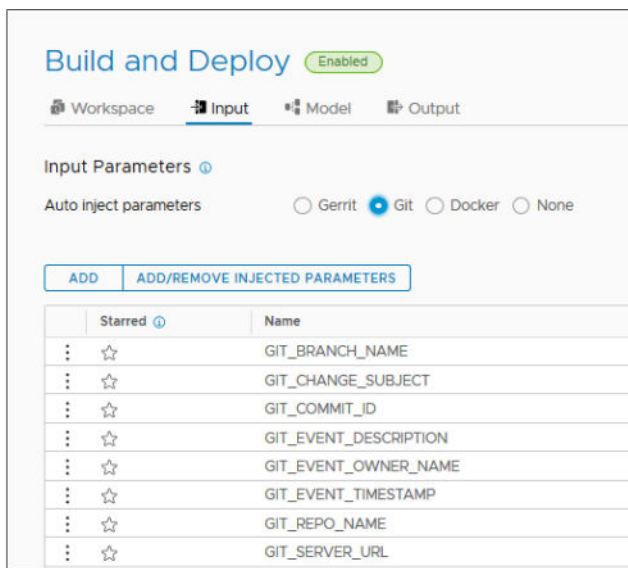 Build and Deploy Enabled
Workspace Input Model Output
Input Parameters
Auto inject parameters Gerrit Git Docker None
ADD ADD/REMOVE INJECTED PARAMETERS
Starred Name
GIT_BRANCH_NAME
GIT_CHANGE_SUBJECT
GIT_COMMIT_ID
GIT_EVENT_DESCRIPTION
GIT_EVENT_OWNER_NAME
GIT_EVENT_TIMESTAMP
GIT_REPO_NAME
GIT_SERVER_URL